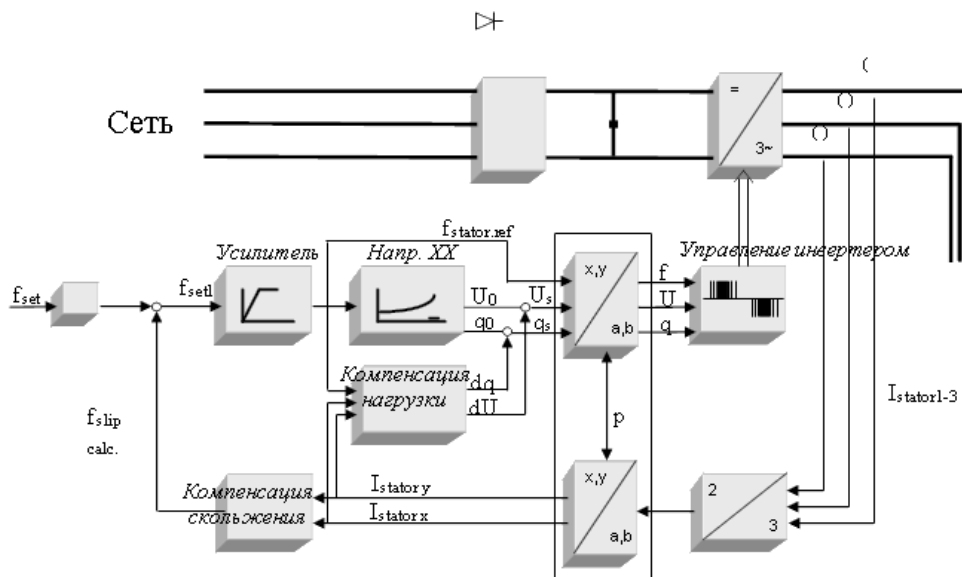 Сеть
=
3~
(
()
()
fstator.ref
Усилитель
Напр. XX
Управление инвертером
fset
fset1
U0
Us
q0
qs
x,y
a,b
f
U
q
Компенсация
нагрузки
dq
dU
p
Istator1-3
fslip
calc.
Компенсация
скольжения
Istator y
Istator x
x,y
a,b
2
3